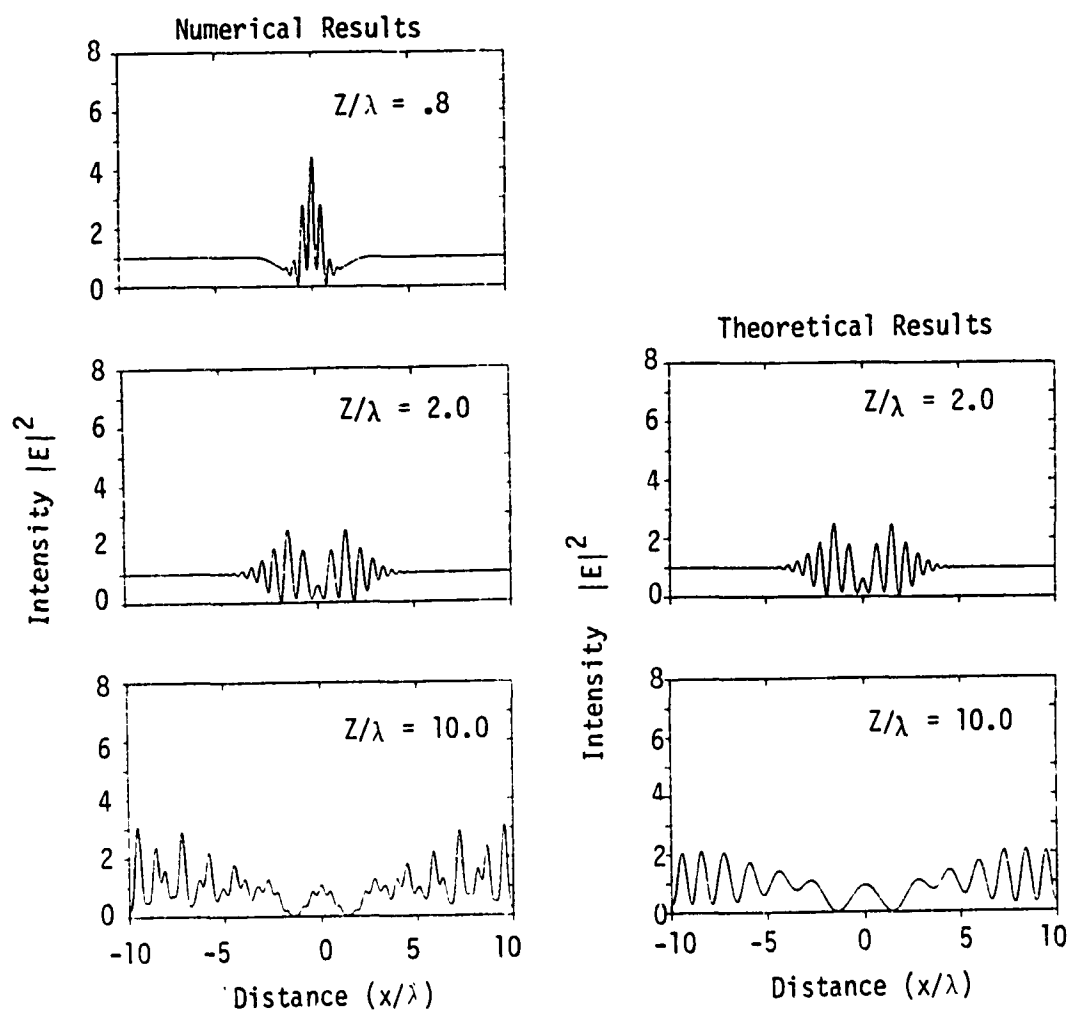 Numerical Results
8
6
4
2
0
Z/λ = .8
8
6
4
2
0
Z/λ = 2.0
8
6
4
2
0
Z/λ = 10.0
-10 -5 0 5 10
Distance (x/λ)
Intensity |E|²
Theoretical Results
8
6
4
2
0
Z/λ = 2.0
8
6
4
2
0
Z/λ = 10.0
-10 -5 0 5 10
Distance (x/λ)
Intensity |E|²